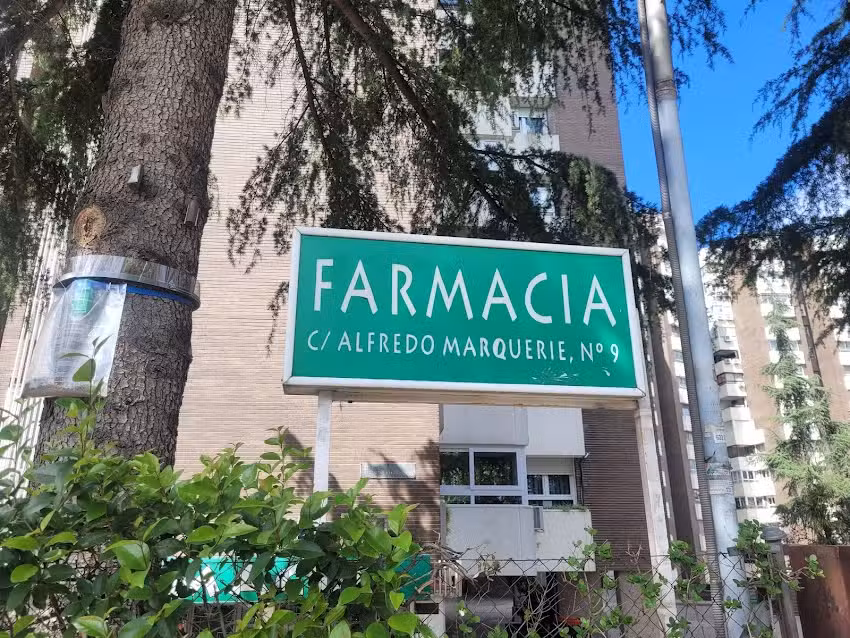 FARMACIA
C/ ALFREDO MARQUERIE, Nº 9